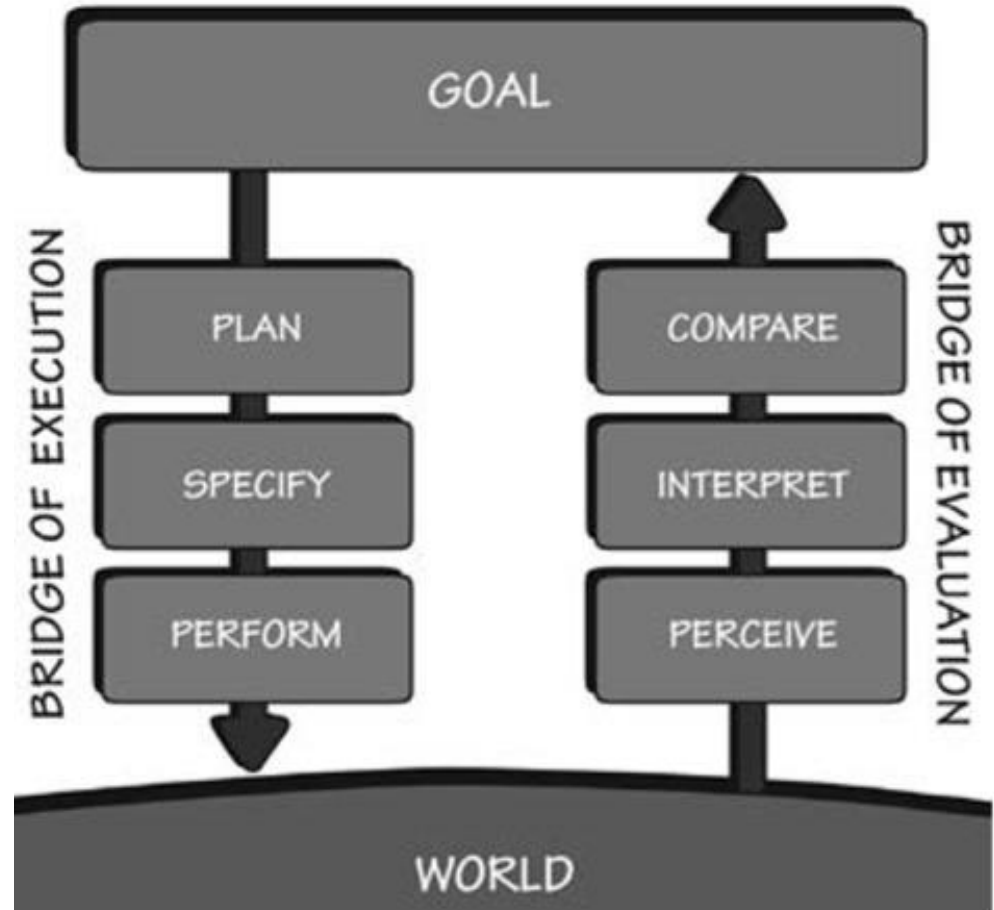 GOAL
BRIDGE OF EXECUTION
PLAN
SPECIFY
PERFORM
COMPARE
INTERPRET
PERCEIVE
BRIDGE OF EVALUATION
WORLD